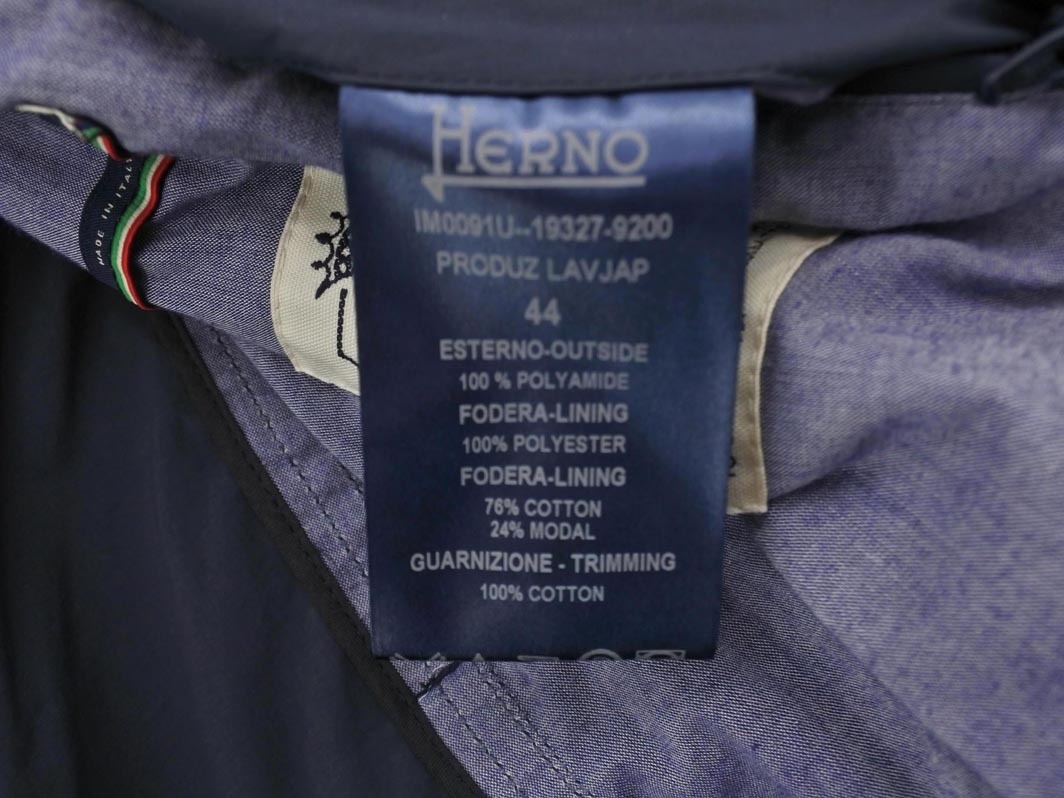 HERNO
IM0091U--19327-9200
PRODUZ LAVJAP
44
ESTERNO-OUTSIDE
100 % POLYAMIDE
FODERA-LINING
100% POLYESTER
FODERA-LINING
76% COTTON
24% MODAL
GUARNIZIONE - TRIMMING
100% COTTON
MADE IN ITALY